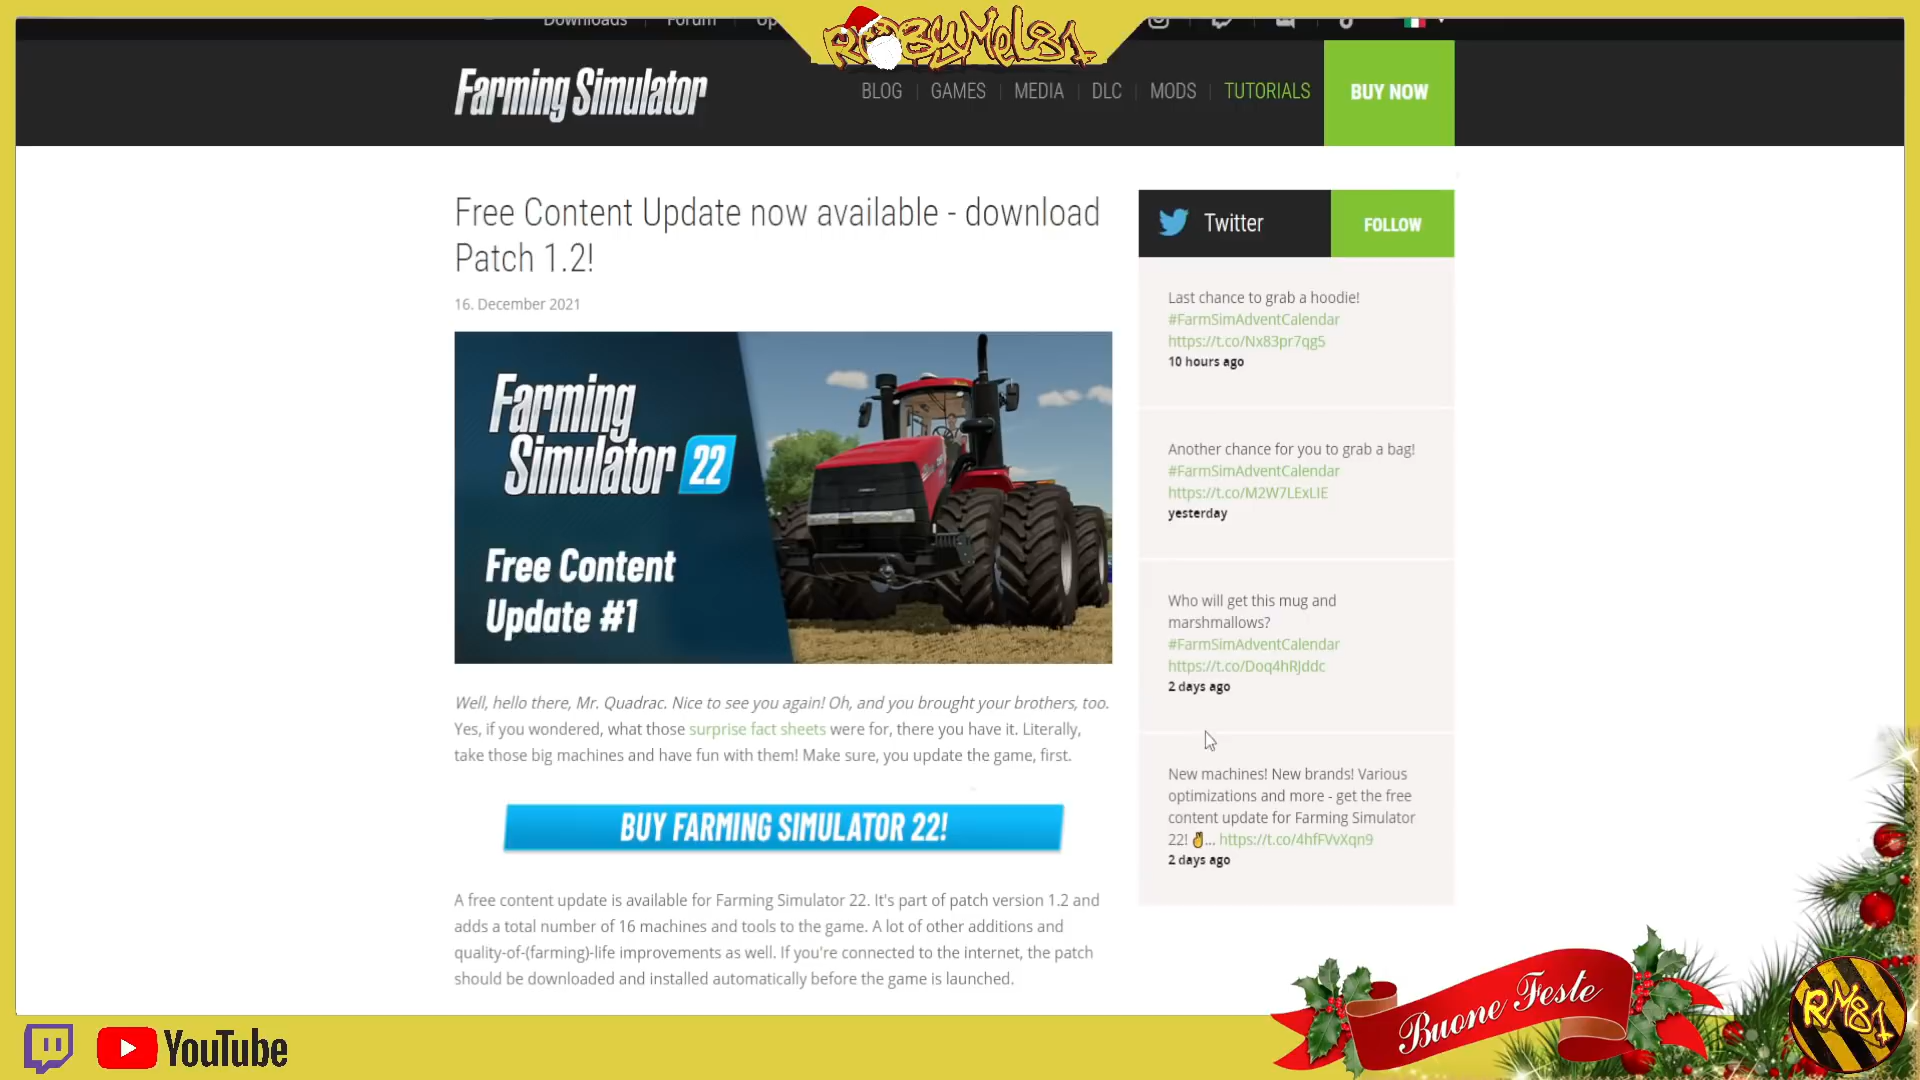 Downloads Forum
RobyMel81
Farming Simulator
BLOG GAMES MEDIA DLC MODS TUTORIALS BUY NOW
Free Content Update now available - download
Patch 1.2!
16. December 2021
Farming
Simulator 22
Free Content
Update #1
Well, hello there, Mr. Quadrac. Nice to see you again! Oh, and you brought your brothers, too.
Yes, if you wondered, what those surprise fact sheets were for, there you have it. Literally,
take those big machines and have fun with them! Make sure, you update the game, first.
BUY FARMING SIMULATOR 22!
A free content update is available for Farming Simulator 22. It's part of patch version 1.2 and
adds a total number of 16 machines and tools to the game. A lot of other additions and
quality-of-(farming)-life improvements as well. If you're connected to the internet, the patch
should be downloaded and installed automatically before the game is launched.
Twitter FOLLOW
Last chance to grab a hoodie!
#FarmSimAdventCalendar
https://t.co/Nx83pr7qg5
10 hours ago
Another chance for you to grab a bag!
#FarmSimAdventCalendar
https://t.co/M2W7LExLIE
yesterday
Who will get this mug and
marshmallows?
#FarmSimAdventCalendar
https://t.co/Doq4hRJddc
2 days ago
New machines! New brands! Various
optimizations and more - get the free
content update for Farming Simulator
22! ✌... https://t.co/4hfFVvXqn9
2 days ago
Buone Feste
RM81
YouTube